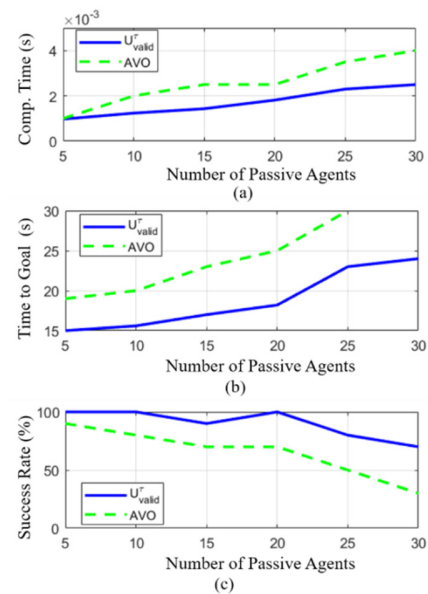 ×10⁻³
Comp. Time (s)
4
2
0
U^τ_valid
AVO
5 10 15 20 25 30
Number of Passive Agents
(a)
Time to Goal (s)
30
25
20
15
U^τ_valid
AVO
5 10 15 20 25 30
Number of Passive Agents
(b)
Success Rate (%)
100
50
0
U^τ_valid
AVO
5 10 15 20 25 30
Number of Passive Agents
(c)